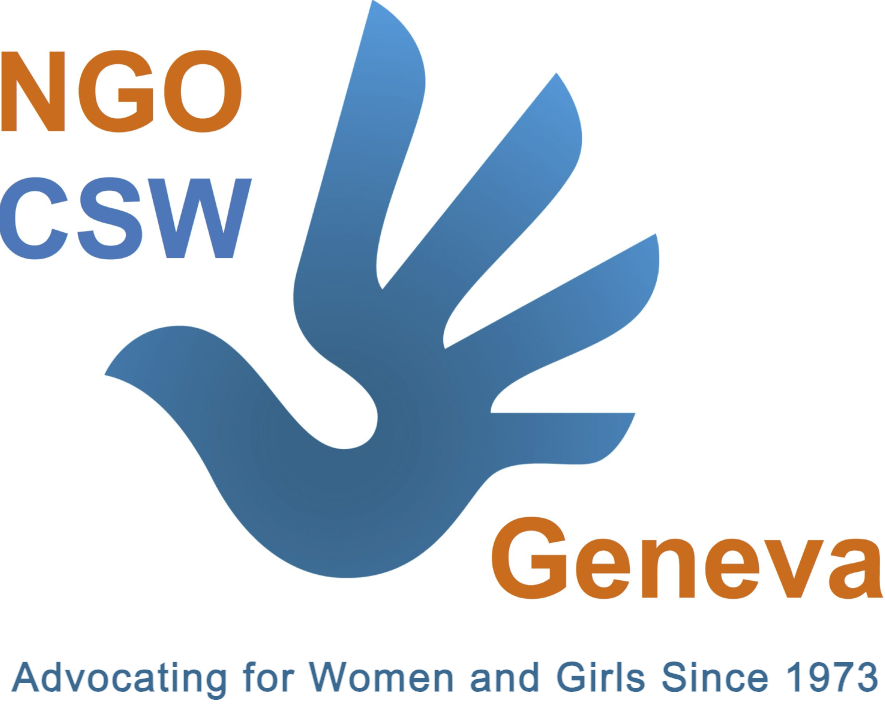 NGO
CSW
Geneva
Advocating for Women and Girls Since 1973